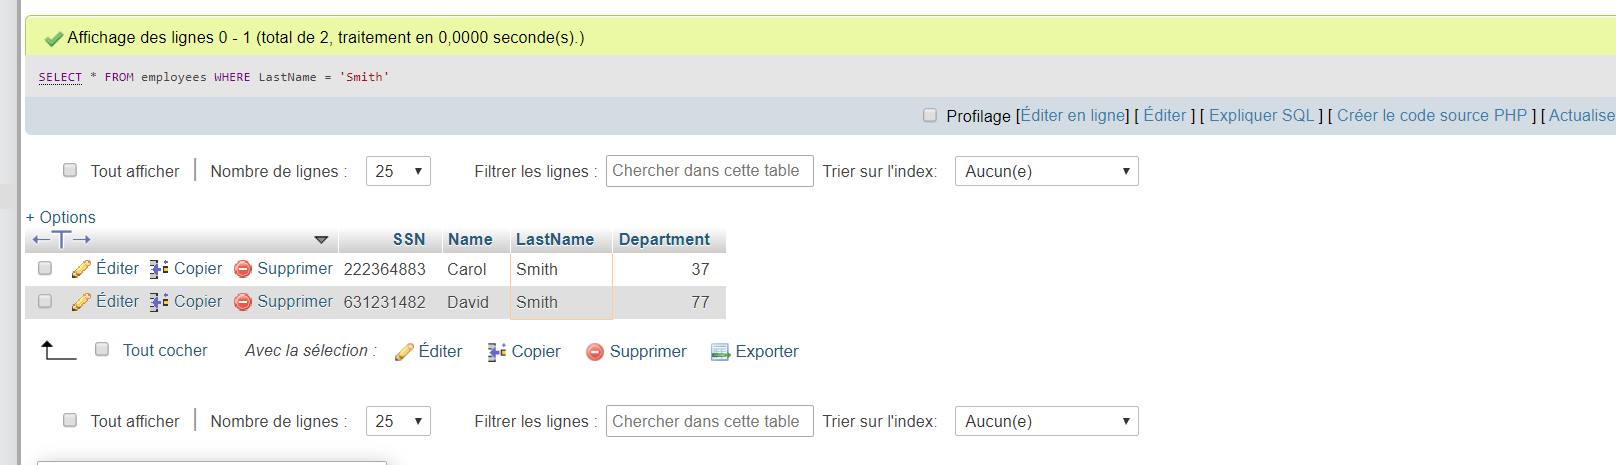 Affichage des lignes 0 - 1 (total de 2, traitement en 0,0000 seconde(s).)
SELECT * FROM employees WHERE LastName = 'Smith'
Profilage [Éditer en ligne] [ Éditer ] [ Expliquer SQL ] [ Créer le code source PHP ] [ Actualise
Tout afficher | Nombre de lignes : 25 Filtrer les lignes : Chercher dans cette table Trier sur l'index: Aucun(e)
+ Options
←T→ SSN Name LastName Department
Éditer Copier Supprimer 222364883 Carol Smith 37
Éditer Copier Supprimer 631231482 David Smith 77
Tout cocher Avec la sélection : Éditer Copier Supprimer Exporter
Tout afficher | Nombre de lignes : 25 Filtrer les lignes : Chercher dans cette table Trier sur l'index: Aucun(e)